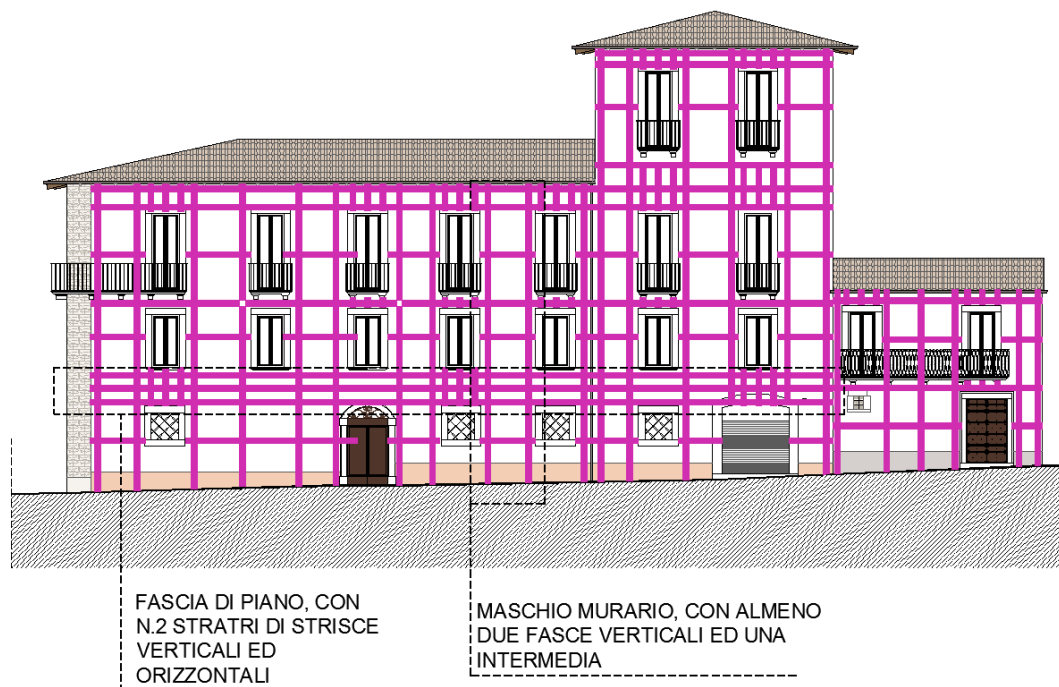 FASCIA DI PIANO, CON
N.2 STRATRI DI STRISCE
VERTICALI ED
ORIZZONTALI
MASCHIO MURARIO, CON ALMENO
DUE FASCE VERTICALI ED UNA
INTERMEDIA